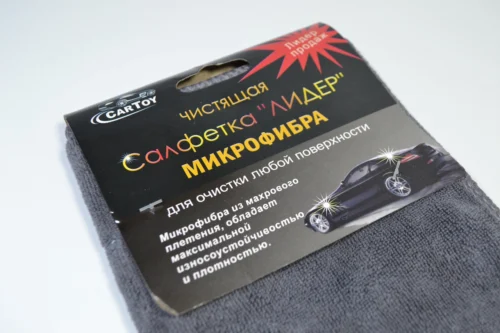 CARTOY
Лидер
продаж
ЧИСТЯЩАЯ
Салфетка "ЛИДЕР"
МИКРОФИБРА
для очистки любой поверхности
Микрофибра из махрового
плетения, обладает
максимальной
износоустойчивостью
и плотностью.